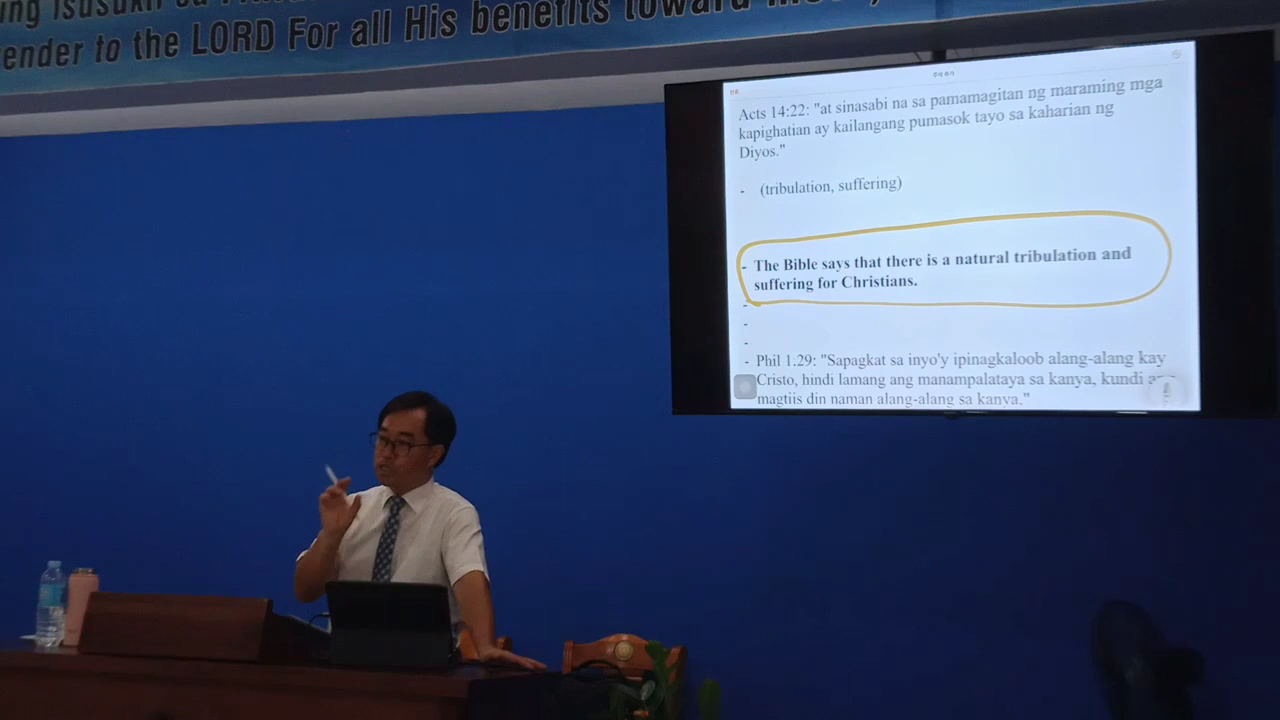 ender to the LORD For all His benefits toward
Acts 14:22: "at sinasabi na sa pamamagitan ng maraming mga
kapighatian ay kailangang pumasok tayo sa kaharian ng
Diyos."
- (tribulation, suffering)
- The Bible says that there is a natural tribulation and
suffering for Christians.
-
-
-
- Phil 1.29: "Sapagkat sa inyo'y ipinagkaloob alang-alang kay
Cristo, hindi lamang ang manampalataya sa kanya, kundi
magtiis din naman alang-alang sa kanya."